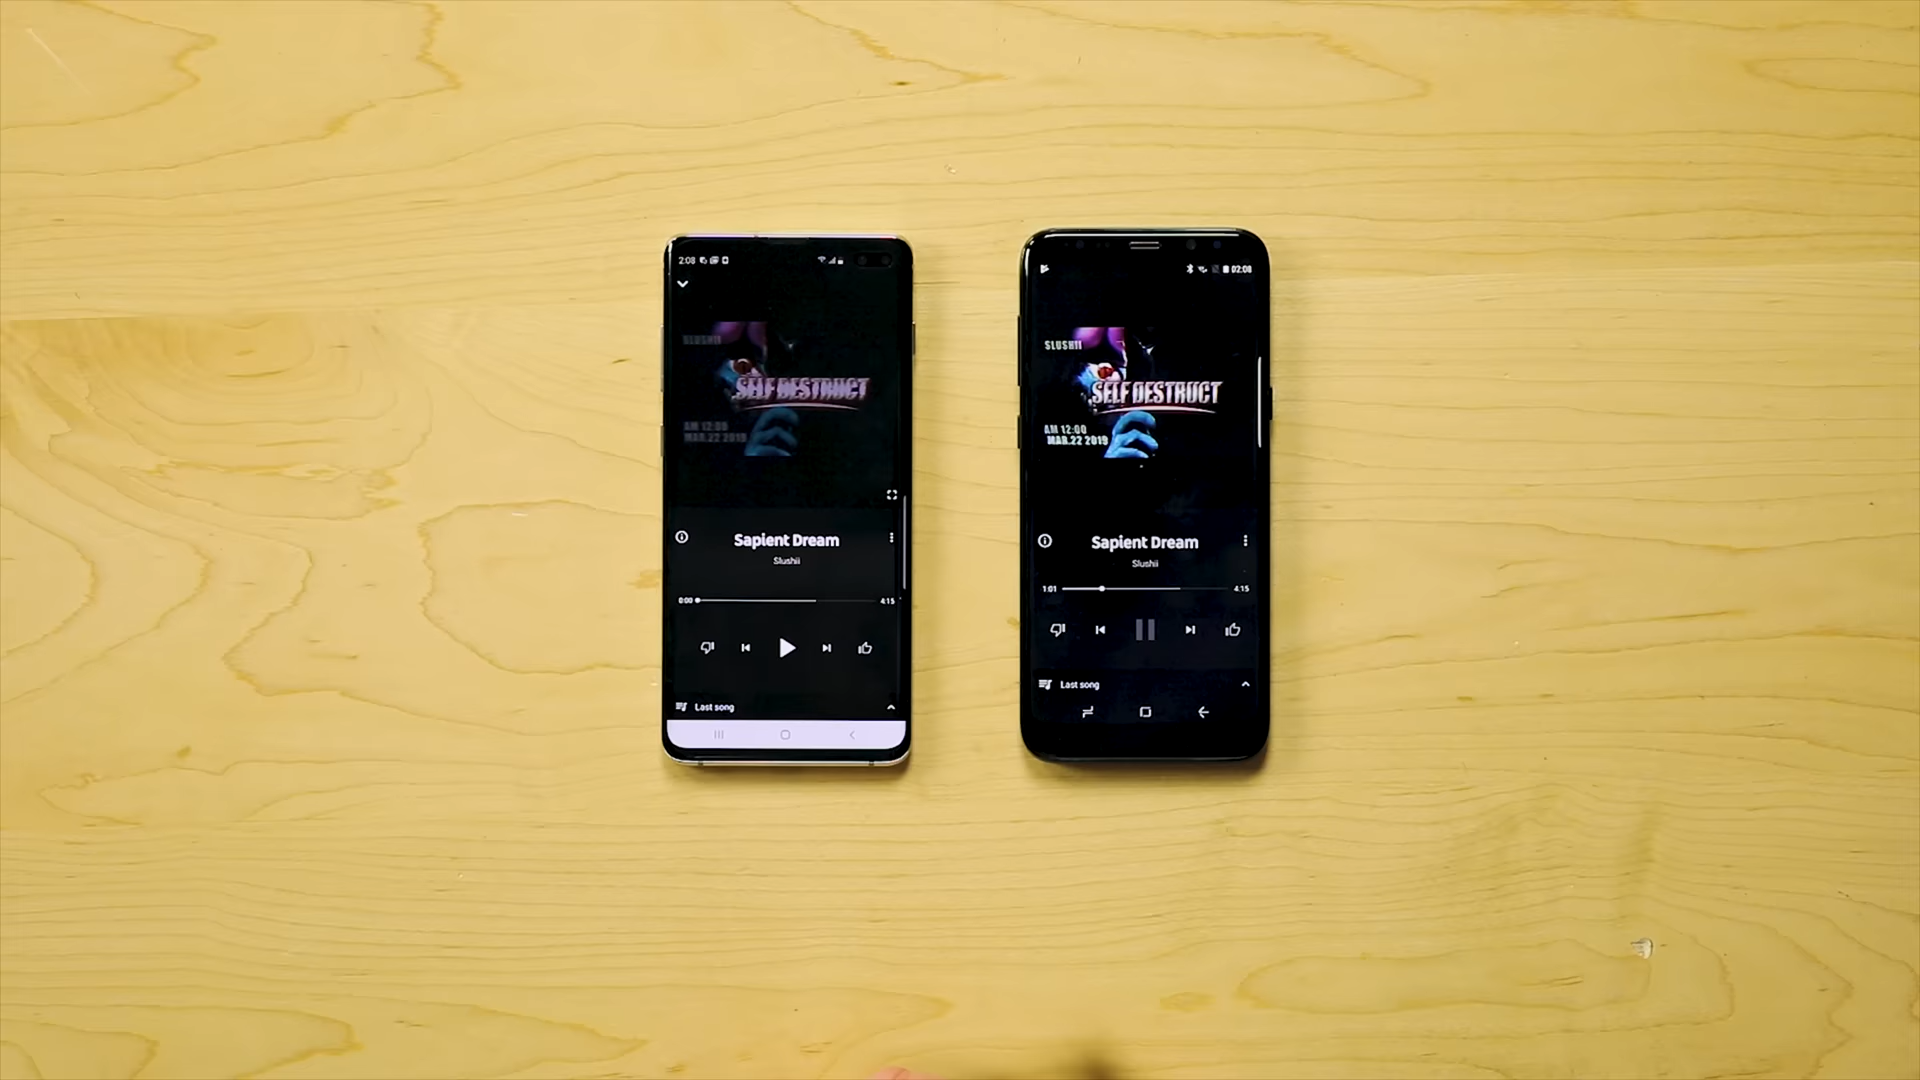 2:08
SLUSHII
SELF DESTRUCT
AM 12:00
MAR.22 2019
Sapient Dream
Slushii
0:00
4:15
Last song
02:08
SLUSHII
SELF DESTRUCT
AM 12:00
MAR.22 2019
Sapient Dream
Slushii
1:01
4:15
Last song